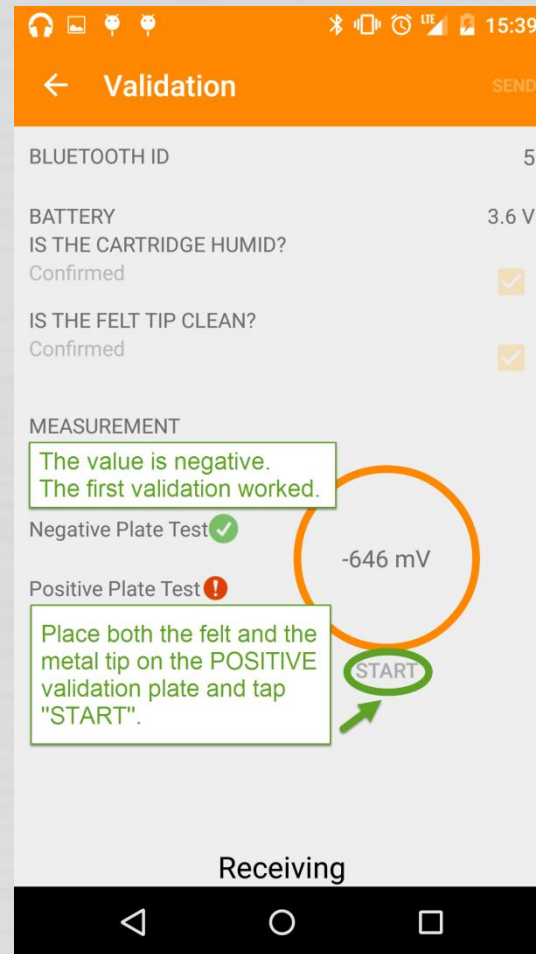 LTE 15:39
Validation SEND
BLUETOOTH ID 5
BATTERY 3.6 V
IS THE CARTRIDGE HUMID?
Confirmed
IS THE FELT TIP CLEAN?
Confirmed
MEASUREMENT
The value is negative.
The first validation worked.
Negative Plate Test
-646 mV
Positive Plate Test
Place both the felt and the
metal tip on the POSITIVE
validation plate and tap
"START".
START
Receiving